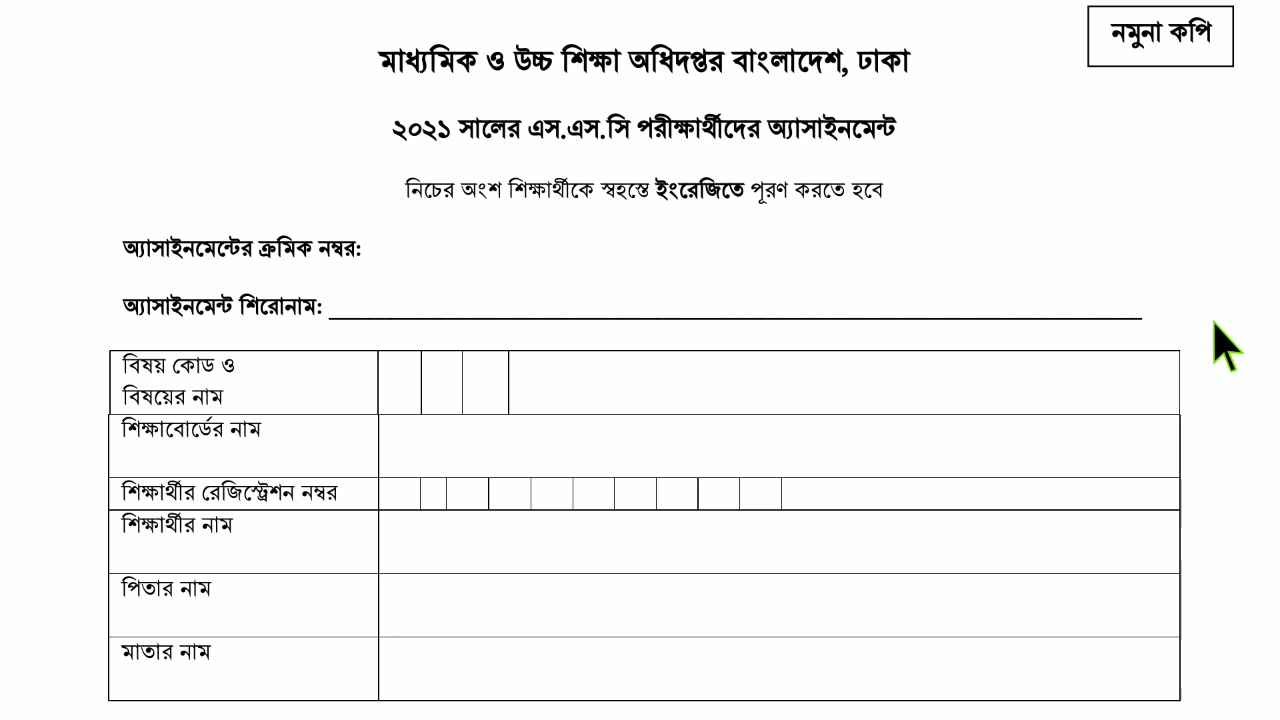 নমুনা কপি
মাধ্যমিক ও উচ্চ শিক্ষা অধিদপ্তর বাংলাদেশ, ঢাকা
২০২১ সালের এস.এস.সি পরীক্ষার্থীদের অ্যাসাইনমেন্ট
নিচের অংশ শিক্ষার্থীকে স্বহস্তে ইংরেজিতে পূরণ করতে হবে
অ্যাসাইনমেন্টের ক্রমিক নম্বর:
অ্যাসাইনমেন্ট শিরোনাম:
বিষয় কোড ও
বিষয়ের নাম
শিক্ষাবোর্ডের নাম
শিক্ষার্থীর রেজিস্ট্রেশন নম্বর
শিক্ষার্থীর নাম
পিতার নাম
মাতার নাম